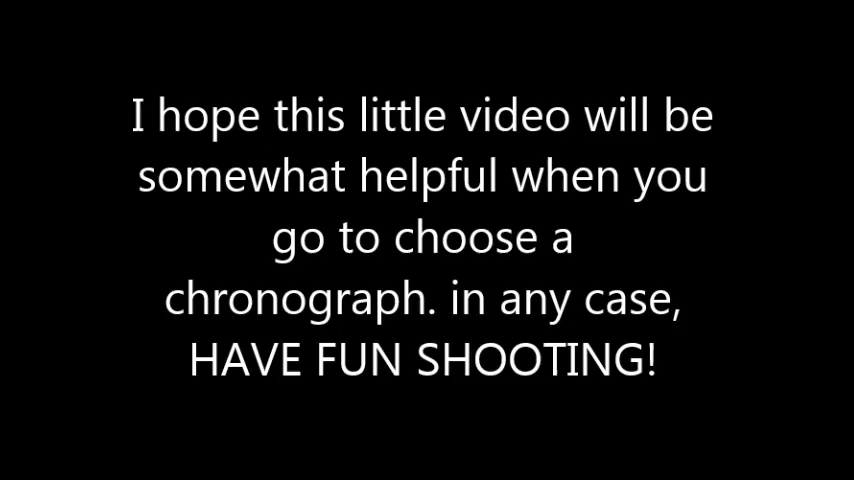 I hope this little video will be
somewhat helpful when you
go to choose a
chronograph. in any case,
HAVE FUN SHOOTING!